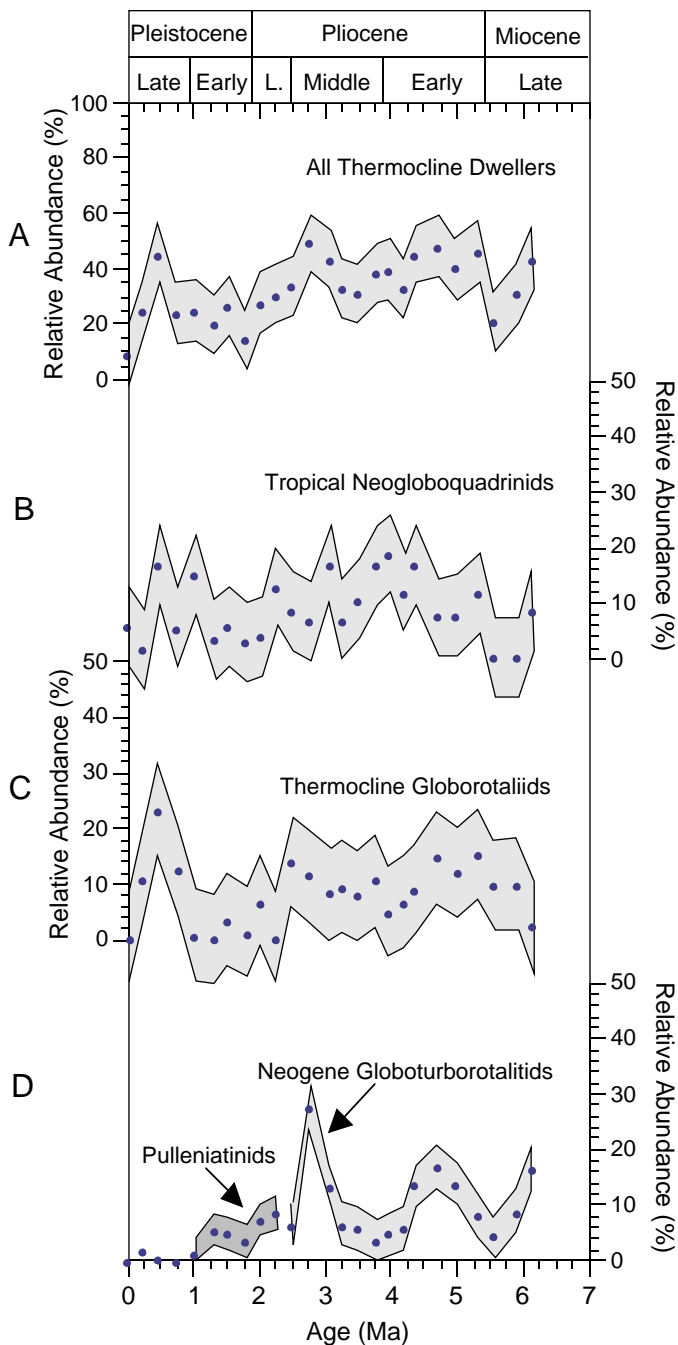 Pleistocene Pliocene Miocene
Late Early L. Middle Early Late
A
Relative Abundance (%)
100
80
60
40
20
0
All Thermocline Dwellers
B
Relative Abundance (%)
50
40
30
20
10
0
Tropical Neogloboquadrinids
C
Relative Abundance (%)
50
40
30
20
10
0
Thermocline Globorotaliids
D
Relative Abundance (%)
50
40
30
20
10
0
Neogene Globoturborotalitids
Pulleniatinids
0 1 2 3 4 5 6 7
Age (Ma)